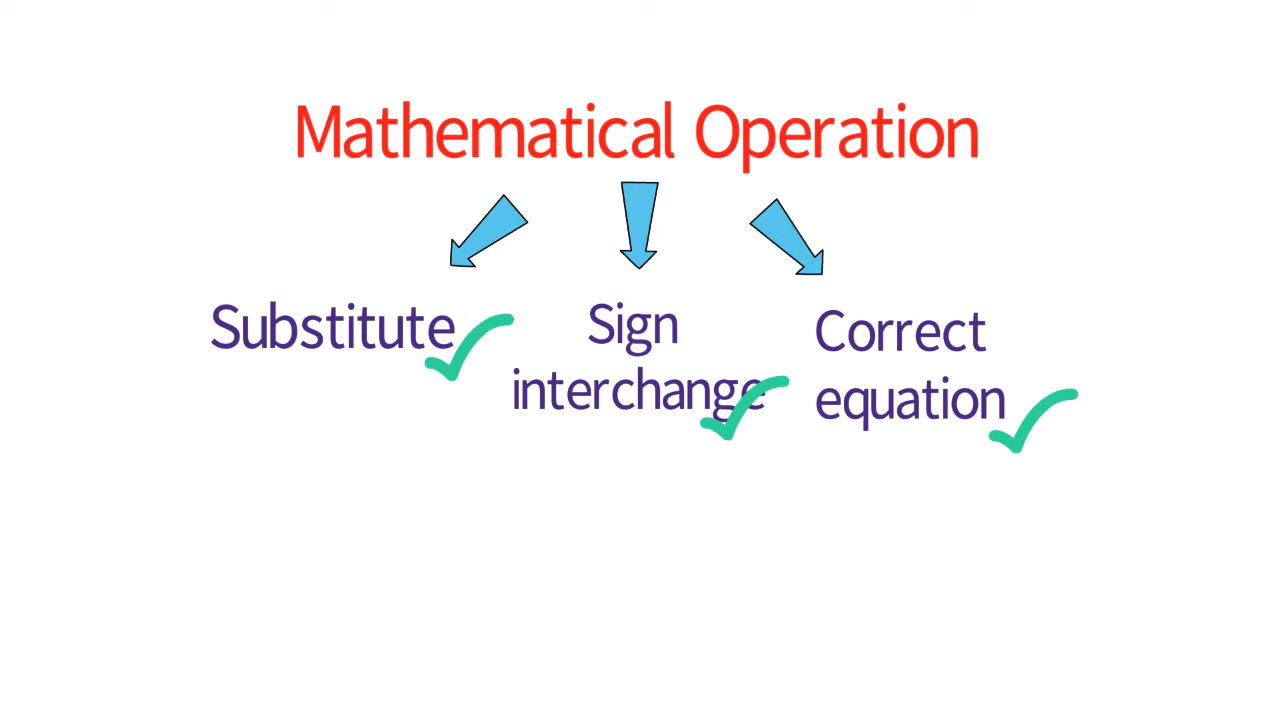 Mathematical Operation
Substitute
Sign
interchange
Correct
equation